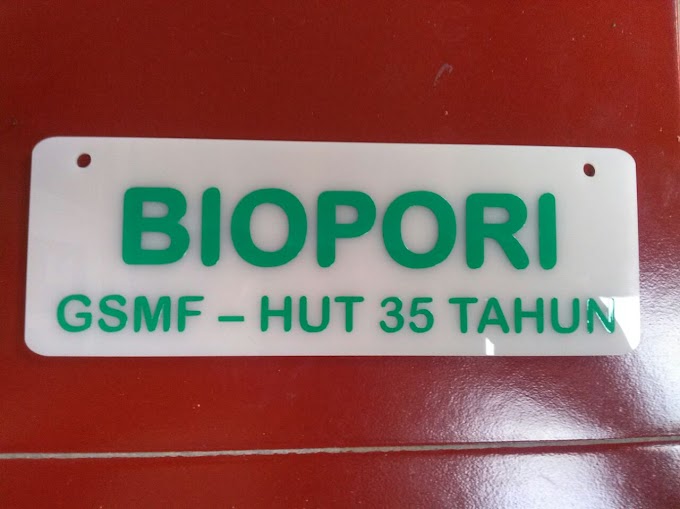 BIOPORI
GSMF – HUT 35 TAHUN